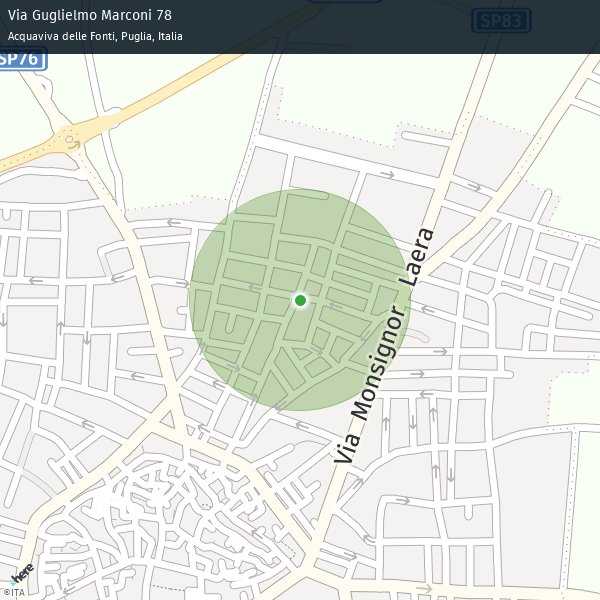 Via Guglielmo Marconi 78
Acquaviva delle Fonti, Puglia, Italia
SP83
SP76
Via Monsignor Laera
here
©ITA